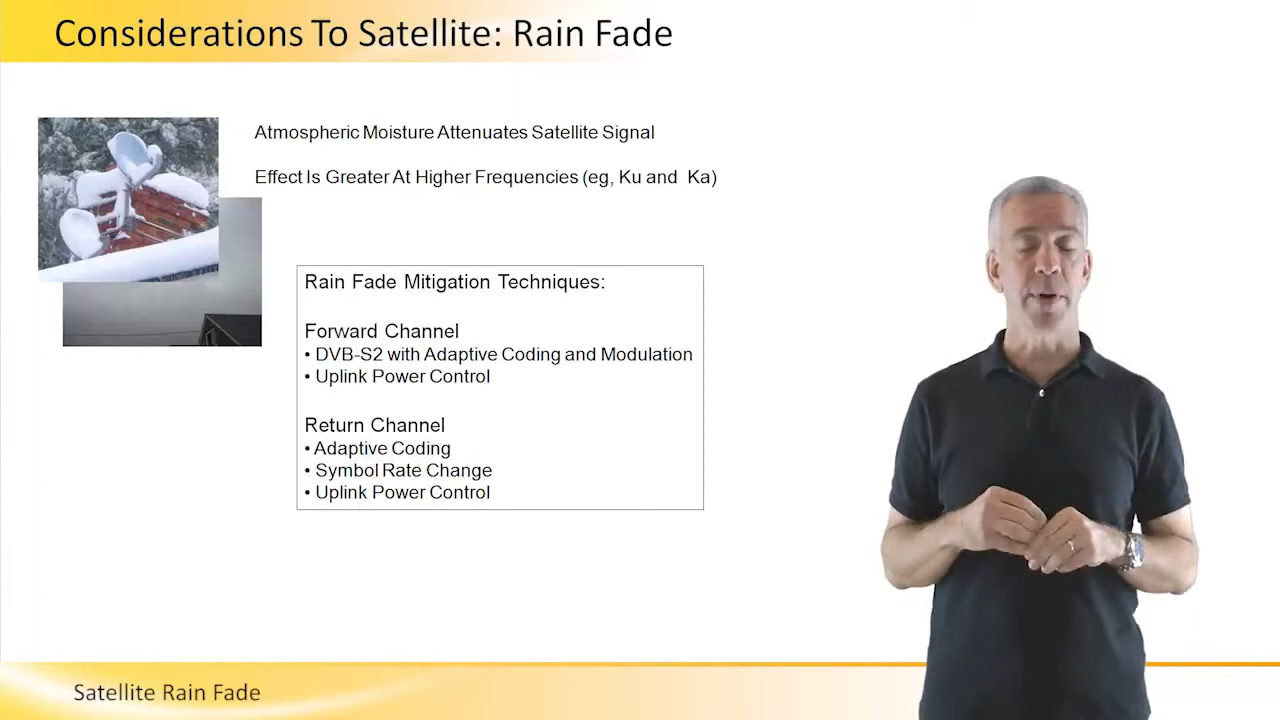 Considerations To Satellite: Rain Fade
Atmospheric Moisture Attenuates Satellite Signal
Effect Is Greater At Higher Frequencies (eg, Ku and Ka)
Rain Fade Mitigation Techniques:
Forward Channel
• DVB-S2 with Adaptive Coding and Modulation
• Uplink Power Control
Return Channel
• Adaptive Coding
• Symbol Rate Change
• Uplink Power Control
Satellite Rain Fade